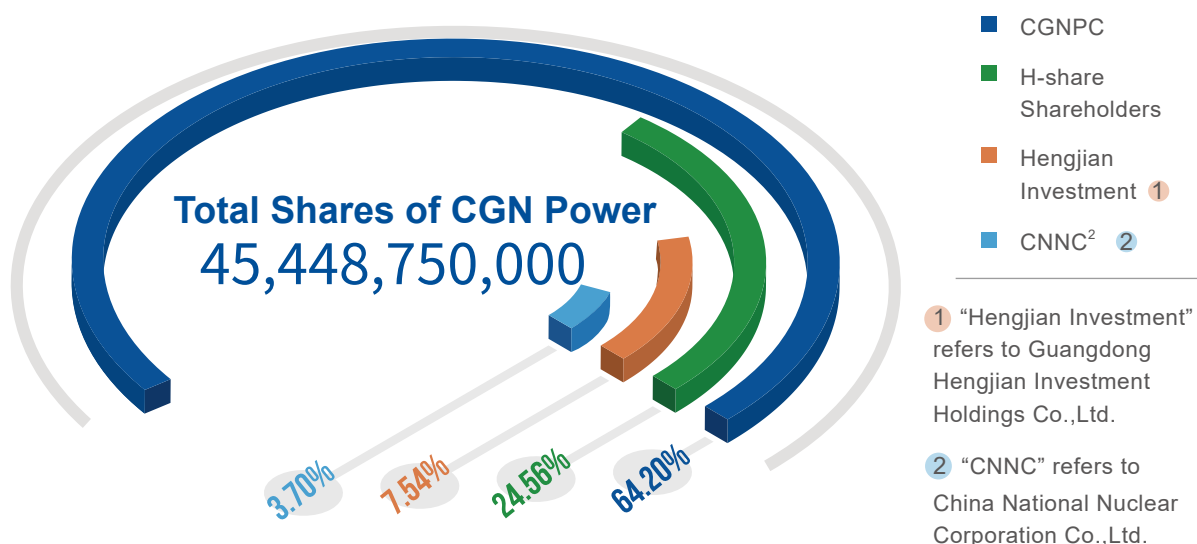 Total Shares of CGN Power
45,448,750,000
3.70%
7.54%
24.56%
64.20%
CGNPC
H-share
Shareholders
Hengjian
Investment 1
CNNC² 2
1 “Hengjian Investment”
refers to Guangdong
Hengjian Investment
Holdings Co.,Ltd.
2 “CNNC” refers to
China National Nuclear
Corporation Co.,Ltd.